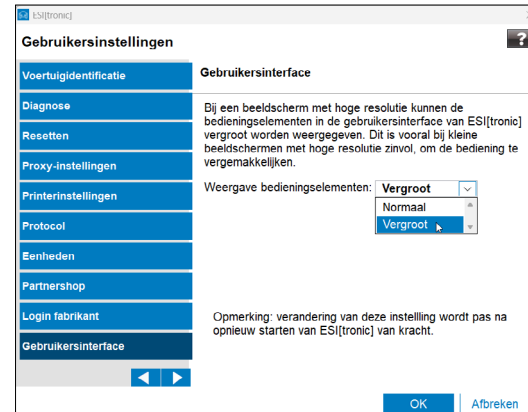 ESI[tronic]
Gebruikersinstellingen
?
Voertuigidentificatie
Diagnose
Resetten
Proxy-instellingen
Printerinstellingen
Protocol
Eenheden
Partnershop
Login fabrikant
Gebruikersinterface
Gebruikersinterface
Bij een beeldscherm met hoge resolutie kunnen de
bedieningselementen in de gebruikersinterface van ESI[tronic]
vergroot worden weergegeven. Dit is vooral bij kleine
beeldschermen met hoge resolutie zinvol, om de bediening te
vergemakkelijken.
Weergave bedieningselementen: Vergroot
Normaal
Vergroot
Opmerking: verandering van deze instellling wordt pas na
opnieuw starten van ESI[tronic] van kracht.
OK Afbreken